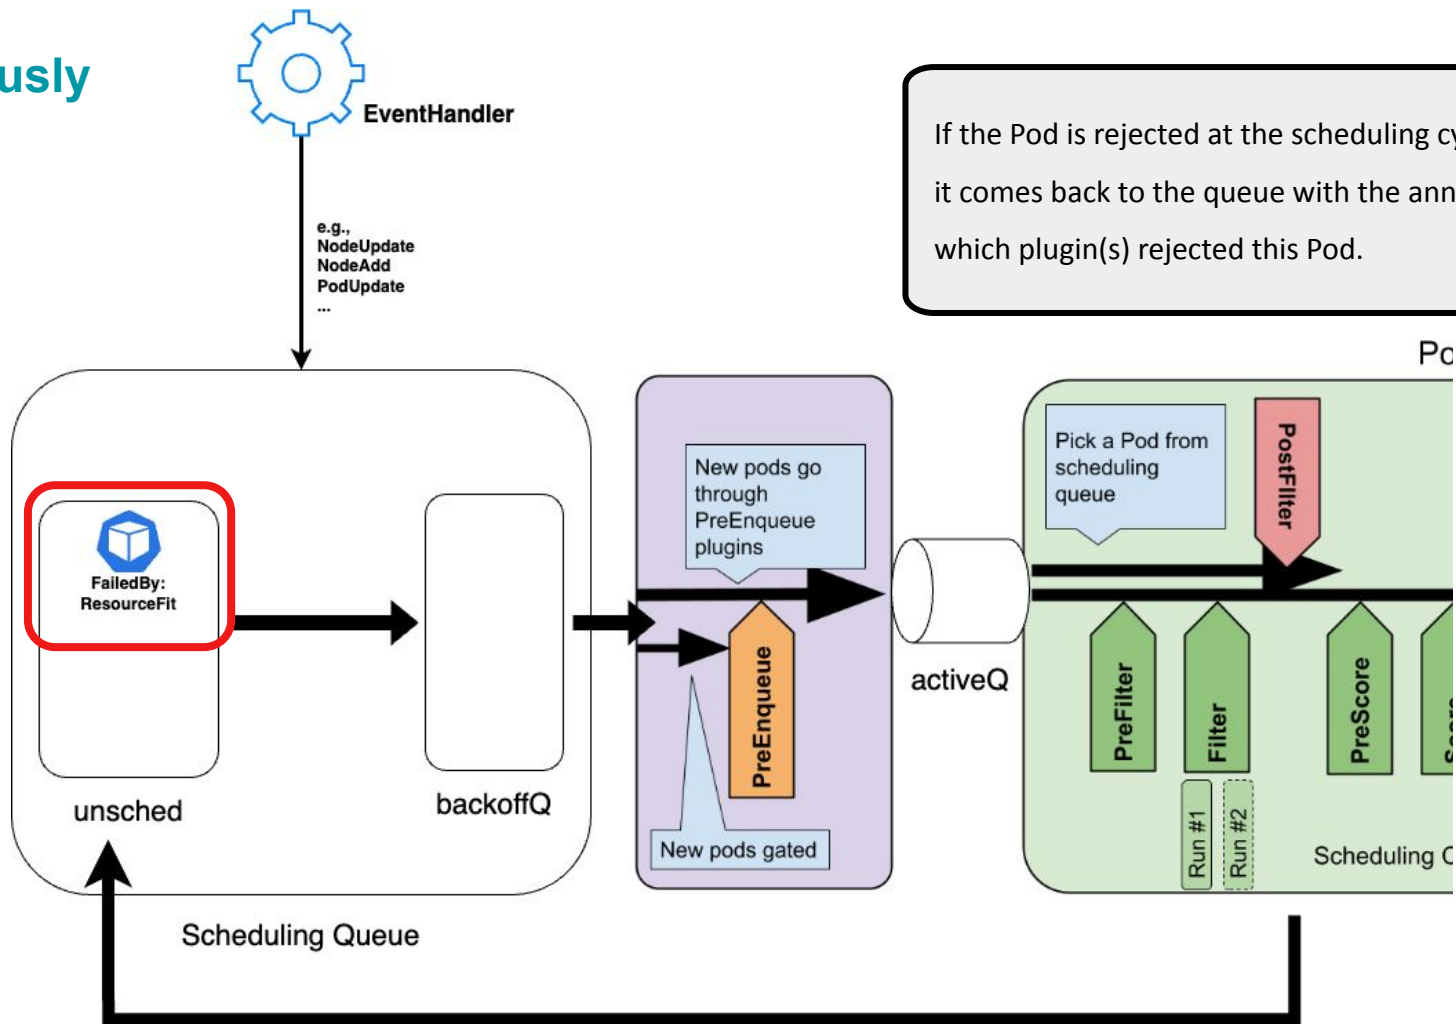 usly
EventHandler
If the Pod is rejected at the scheduling
it comes back to the queue with the
which plugin(s) rejected this Pod.
e.g.,
NodeUpdate
NodeAdd
PodUpdate
...
FailedBy:
ResourceFit
unsched
backoffQ
Scheduling Queue
New pods go
through
PreEnqueue
plugins
PreEnqueue
New pods gated
activeQ
Pick a Pod from
scheduling
queue
PostFIlter
PreFilter
Filter
PreScore
Run #1
Run #2
Scheduling